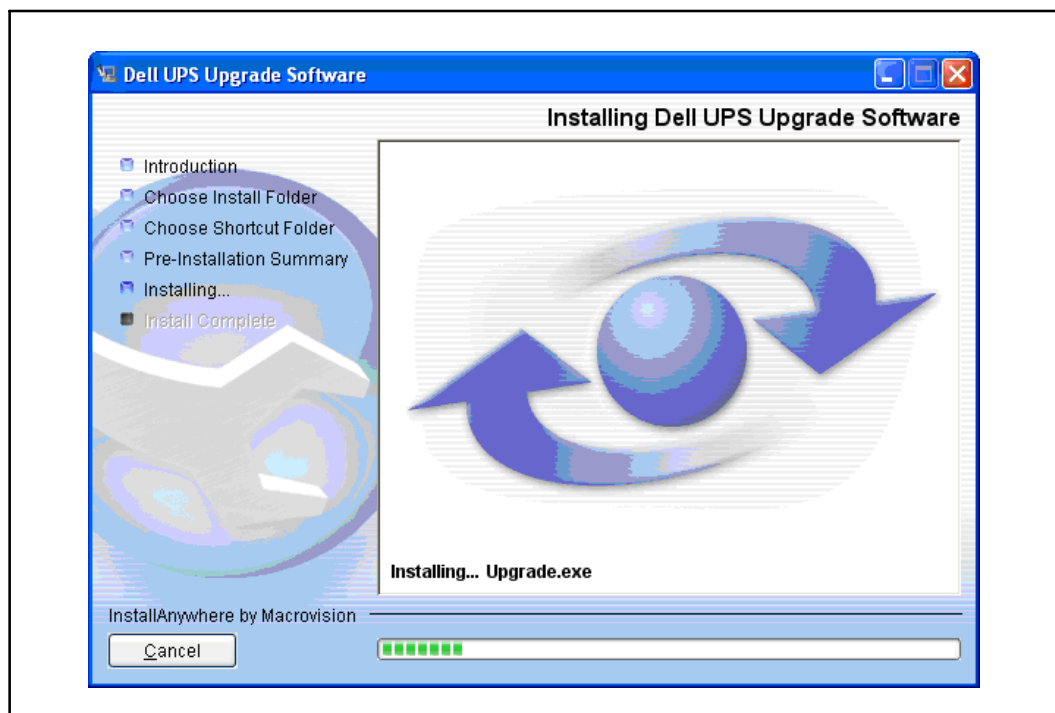 Dell UPS Upgrade Software
Installing Dell UPS Upgrade Software
Introduction
Choose Install Folder
Choose Shortcut Folder
Pre-Installation Summary
Installing...
Install Complete
Installing... Upgrade.exe
InstallAnywhere by Macrovision
Cancel